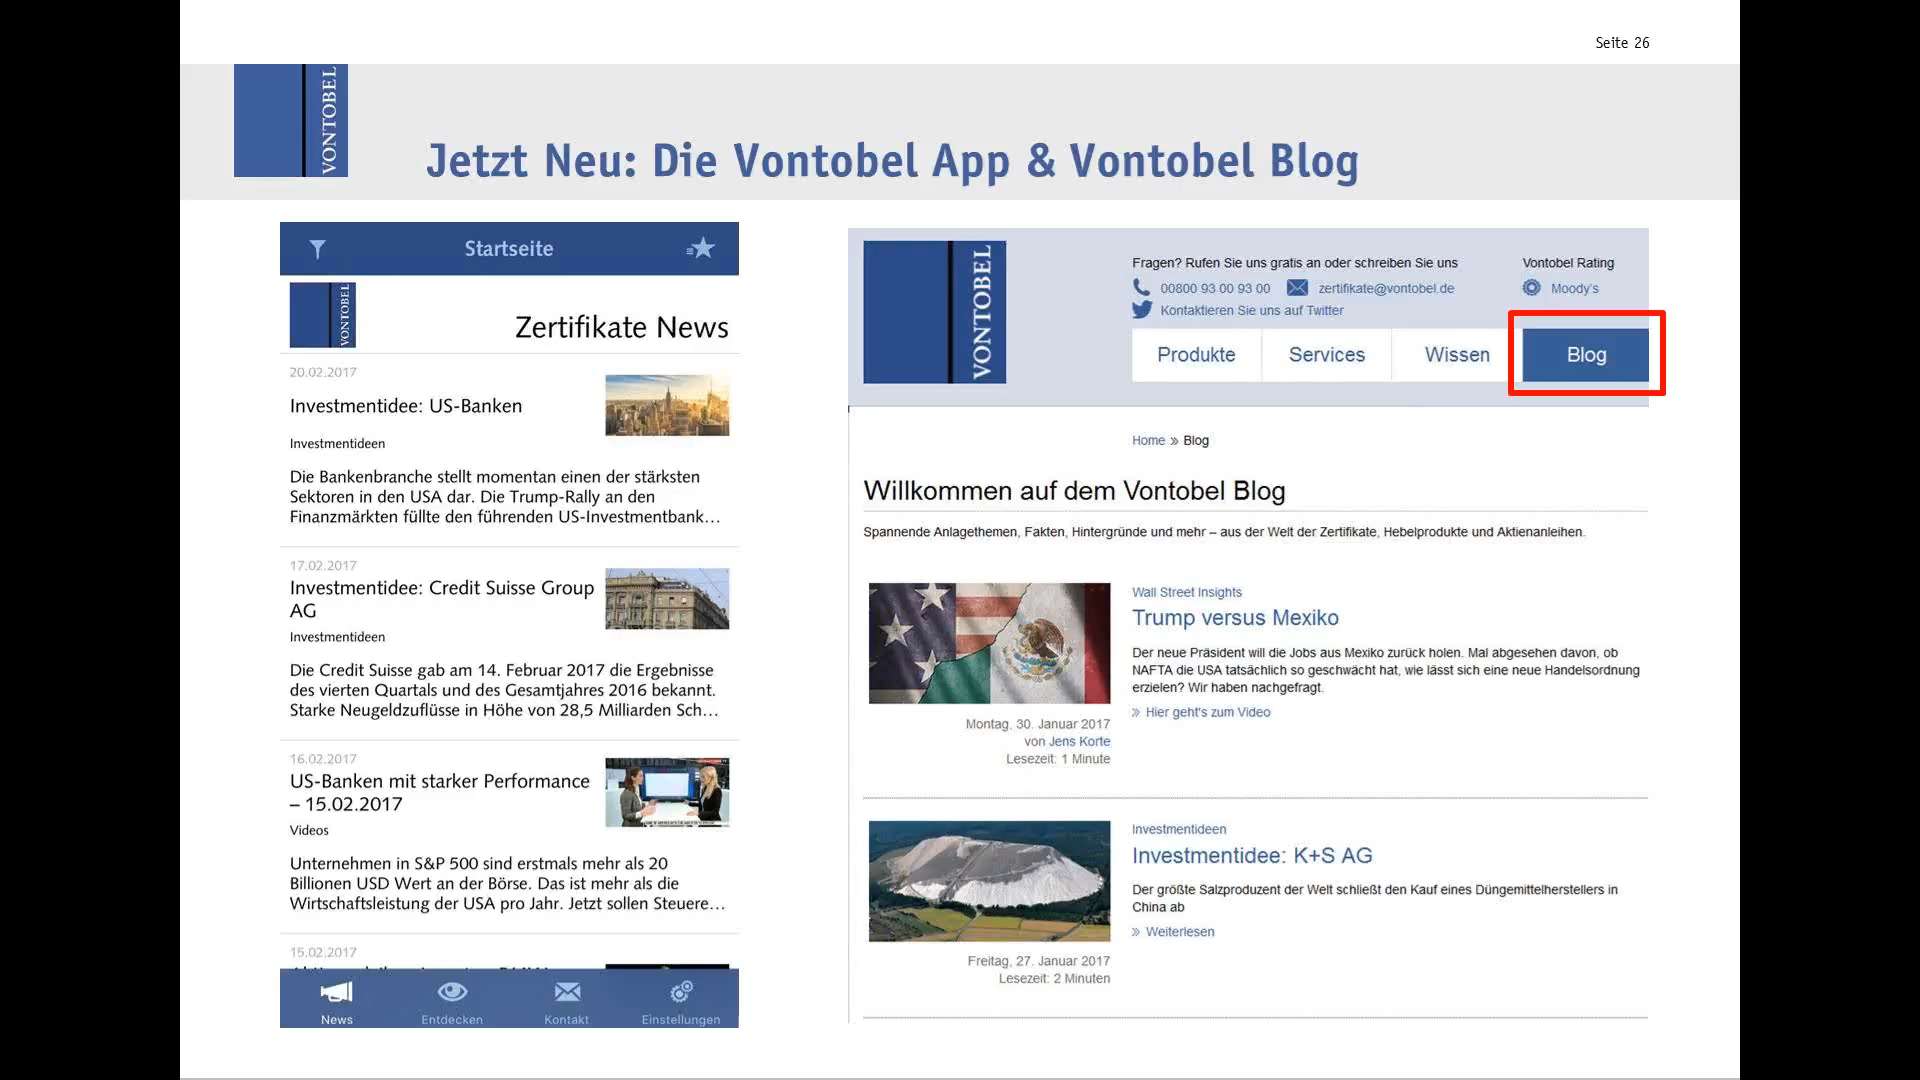 Seite 26
VONTOBEL
Jetzt Neu: Die Vontobel App & Vontobel Blog
Startseite
VONTOBEL
Zertifikate News
20.02.2017
Investmentidee: US-Banken
Investmentideen
Die Bankenbranche stellt momentan einen der stärksten
Sektoren in den USA dar. Die Trump-Rally an den
Finanzmärkten füllte den führenden US-Investmentbank...
17.02.2017
Investmentidee: Credit Suisse Group
AG
Investmentideen
Die Credit Suisse gab am 14. Februar 2017 die Ergebnisse
des vierten Quartals und des Gesamtjahres 2016 bekannt.
Starke Neugeldzuflüsse in Höhe von 28,5 Milliarden Sch...
16.02.2017
US-Banken mit starker Performance
– 15.02.2017
Videos
Unternehmen in S&P 500 sind erstmals mehr als 20
Billionen USD Wert an der Börse. Das ist mehr als die
Wirtschaftsleistung der USA pro Jahr. Jetzt sollen Steuere...
15.02.2017
News
Entdecken
Kontakt
Einstellungen
VONTOBEL
Fragen? Rufen Sie uns gratis an oder schreiben Sie uns
00800 93 00 93 00
zertifikate@vontobel.de
Kontaktieren Sie uns auf Twitter
Vontobel Rating
Moody's
Produkte
Services
Wissen
Blog
Home » Blog
Willkommen auf dem Vontobel Blog
Spannende Anlagethemen, Fakten, Hintergründe und mehr – aus der Welt der Zertifikate, Hebelprodukte und Aktienanleihen.
Wall Street Insights
Trump versus Mexiko
Der neue Präsident will die Jobs aus Mexiko zurück holen. Mal abgesehen davon, ob
NAFTA die USA tatsächlich so geschwächt hat, wie lässt sich eine neue Handelsordnung
erzielen? Wir haben nachgefragt.
» Hier geht's zum Video
Montag, 30. Januar 2017
von Jens Korte
Lesezeit: 1 Minute
Investmentideen
Investmentidee: K+S AG
Der größte Salzproduzent der Welt schließt den Kauf eines Düngemittelherstellers in
China ab
» Weiterlesen
Freitag, 27. Januar 2017
Lesezeit: 2 Minuten